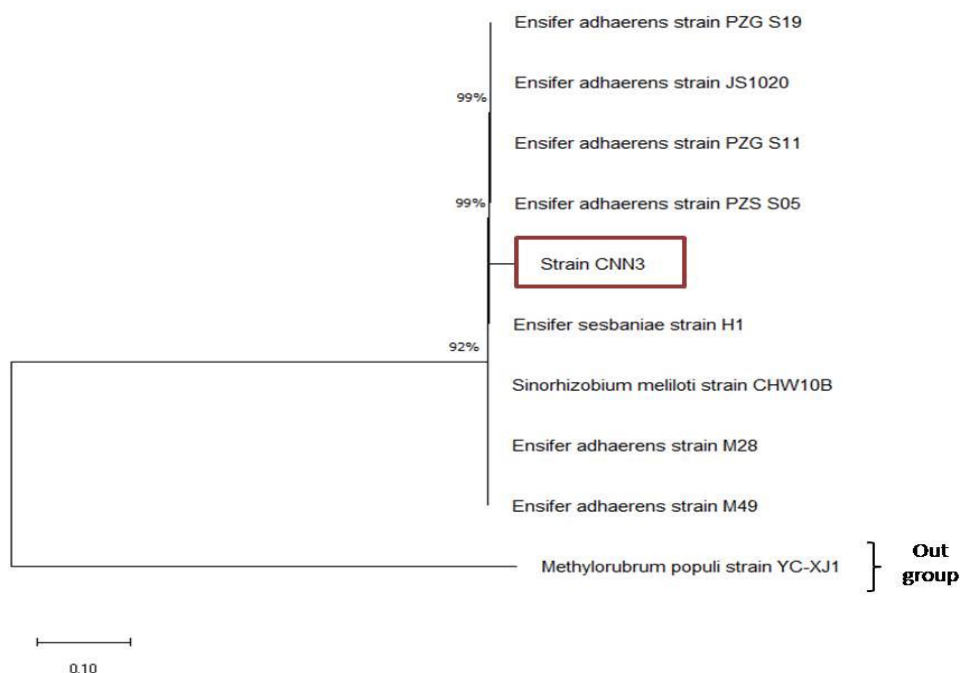 Ensifer adhaerens strain PZG S19
Ensifer adhaerens strain JS1020
99%
Ensifer adhaerens strain PZG S11
99%
Ensifer adhaerens strain PZS S05
Strain CNN3
Ensifer sesbaniae strain H1
92%
Sinorhizobium meliloti strain CHW10B
Ensifer adhaerens strain M28
Ensifer adhaerens strain M49
Methylorubrum populi strain YC-XJ1
Out
group
0.10